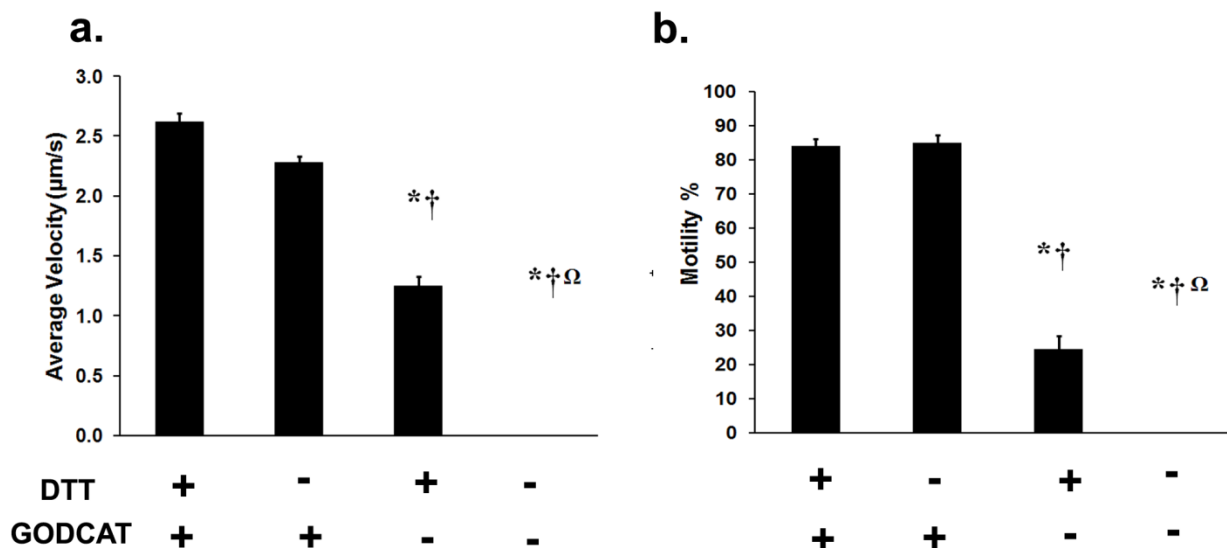 a.
Average Velocity (μm/s)
3.0
2.5
2.0
1.5
1.0
0.5
0.0
*†
*†Ω
DTT + - + -
GODCAT + + - -
b.
Motility %
100
90
80
70
60
50
40
30
20
10
0
*†
*†Ω
+ - + -
+ + - -